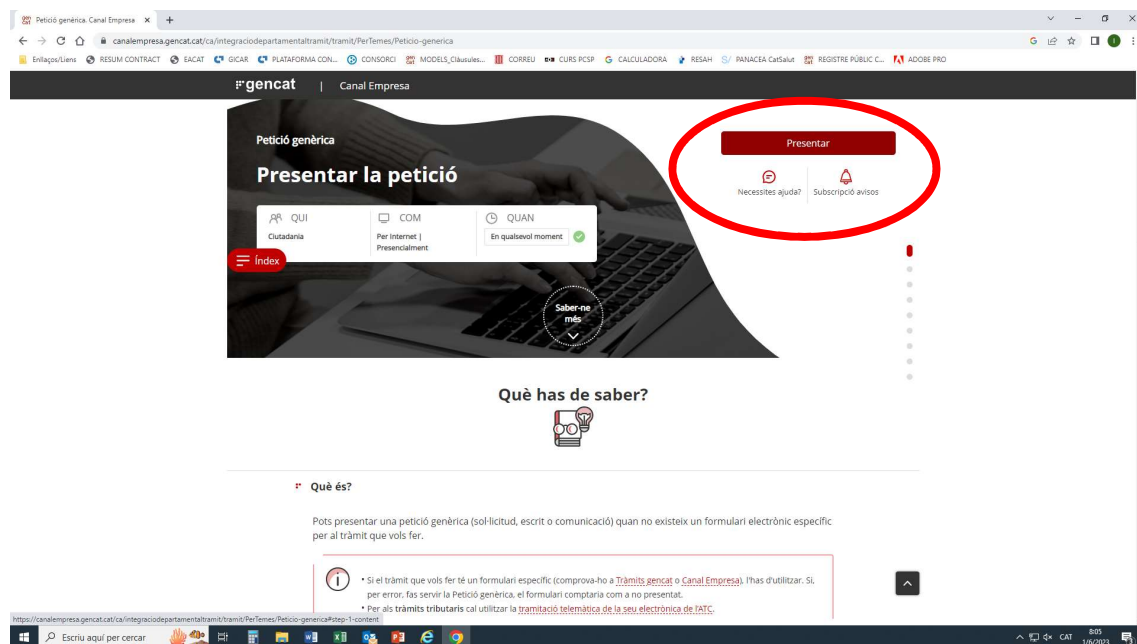 gen cat
Petició genèrica. Canal Empresa
canalempresa.gencat.cat/ca/integraciodepartamentaltramit/tramit/PerTemes/Peticio-generica
Enllaços/Liens RESUM CONTRACT EACAT GICAR PLATAFORMA CON... CONSORCI MODELS_Clàusules... CORREU CURS PCSP CALCULADORA RESAH PANACEA CatSalut REGISTRE PÚBLIC C... ADOBE PRO
gencat | Canal Empresa
Petició genèrica
Presentar la petició
QUI COM QUAN
Ciutadania Per Internet | En qualsevol moment
Presencialment
Índex
Saber-ne
més
Presentar
Necessites ajuda? Subscripció avisos
Què has de saber?
Què és?
Pots presentar una petició genèrica (sol·licitud, escrit o comunicació) quan no existeix un formulari electrònic específic
per al tràmit que vols fer.
• Si el tràmit que vols fer té un formulari específic (comprova-ho a Tràmits gencat o Canal Empresa), l'has d'utilitzar. Si,
per error, fas servir la Petició genèrica, el formulari comptaria com a no presentat.
• Per als tràmits tributaris cal utilitzar la tramitació telemàtica de la seu electrònica de l'ATC.
https://canalempresa.gencat.cat/ca/integraciodepartamentaltramit/tramit/PerTemes/Peticio-generica#step-1-content
Escriu aquí per cercar
CAT
8:05
1/6/2023